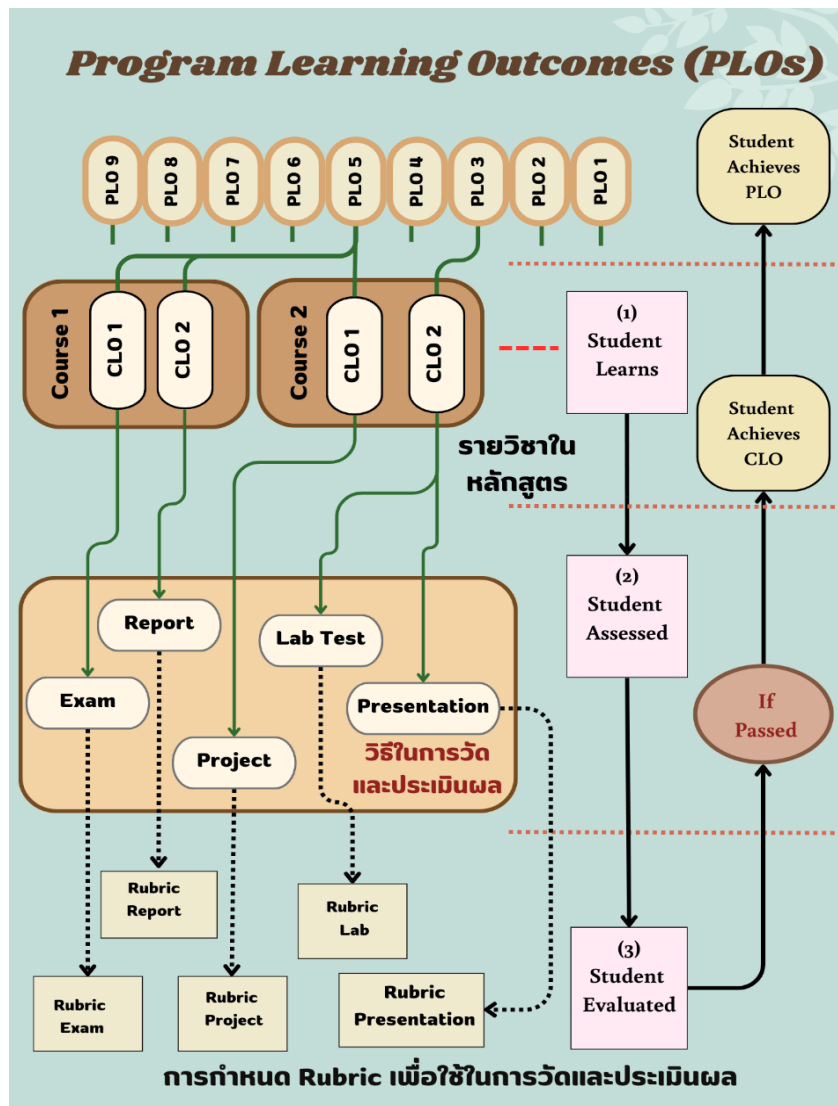 Program Learning Outcomes (PLOs)
PLO 9
PLO 8
PLO 7
PLO 6
PLO 5
PLO 4
PLO 3
PLO 2
PLO 1
Student
Achieves
PLO
Course 1
CLO 1
CLO 2
Course 2
CLO 1
CLO 2
(1)
Student
Learns
Student
Achieves
CLO
รายวิชาใน
หลักสูตร
(2)
Student
Assessed
Report
Lab Test
Exam
Presentation
Project
วิธีในการวัด
และประเมินผล
If
Passed
Rubric
Report
Rubric
Lab
(3)
Student
Evaluated
Rubric
Exam
Rubric
Project
Rubric
Presentation
การกำหนด Rubric เพื่อใช้ในการวัดและประเมินผล